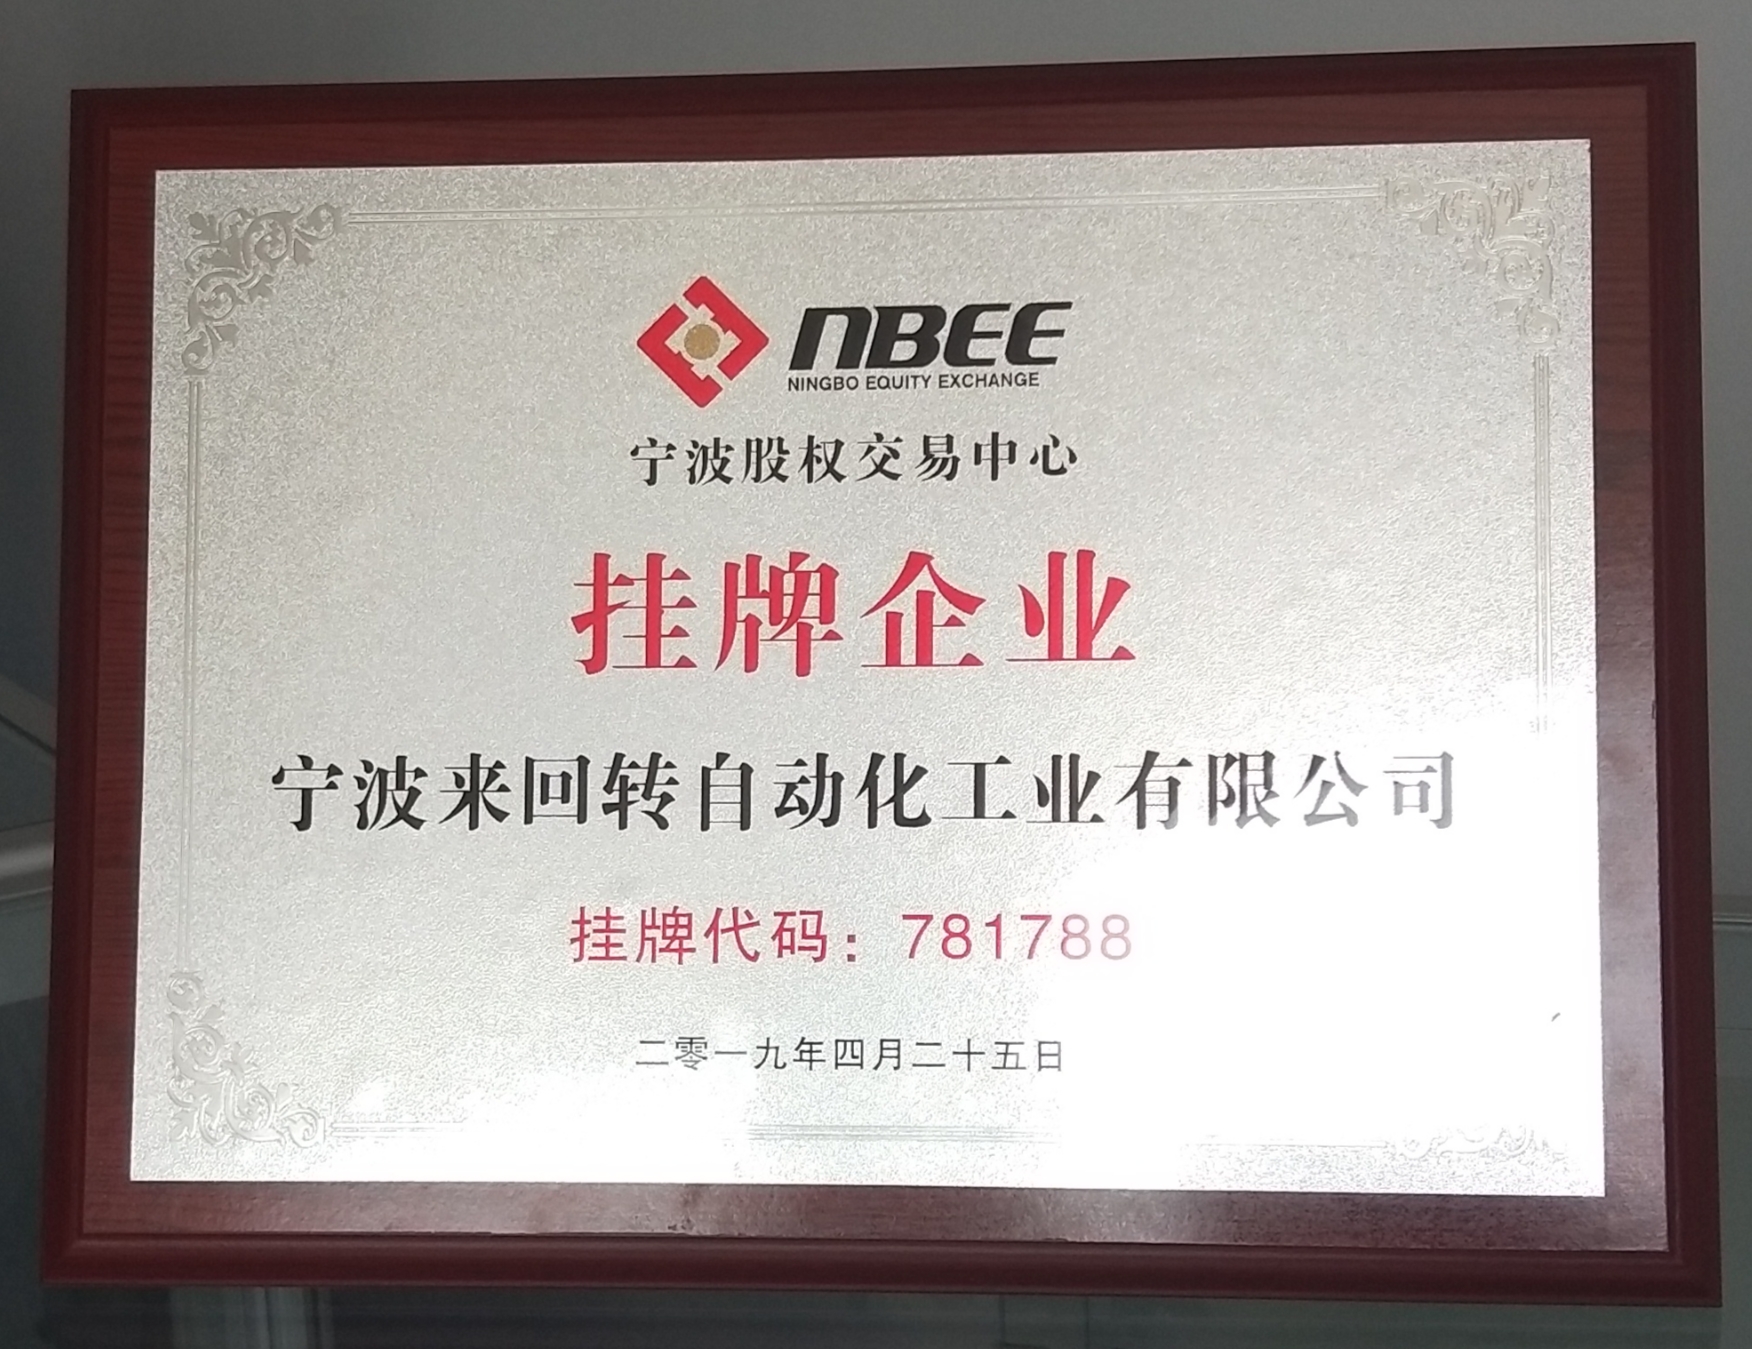 NBEE
NINGBO EQUITY EXCHANGE
宁波股权交易中心
挂牌企业
宁波来回转自动化工业有限公司
挂牌代码：781788
二零一九年四月二十五日